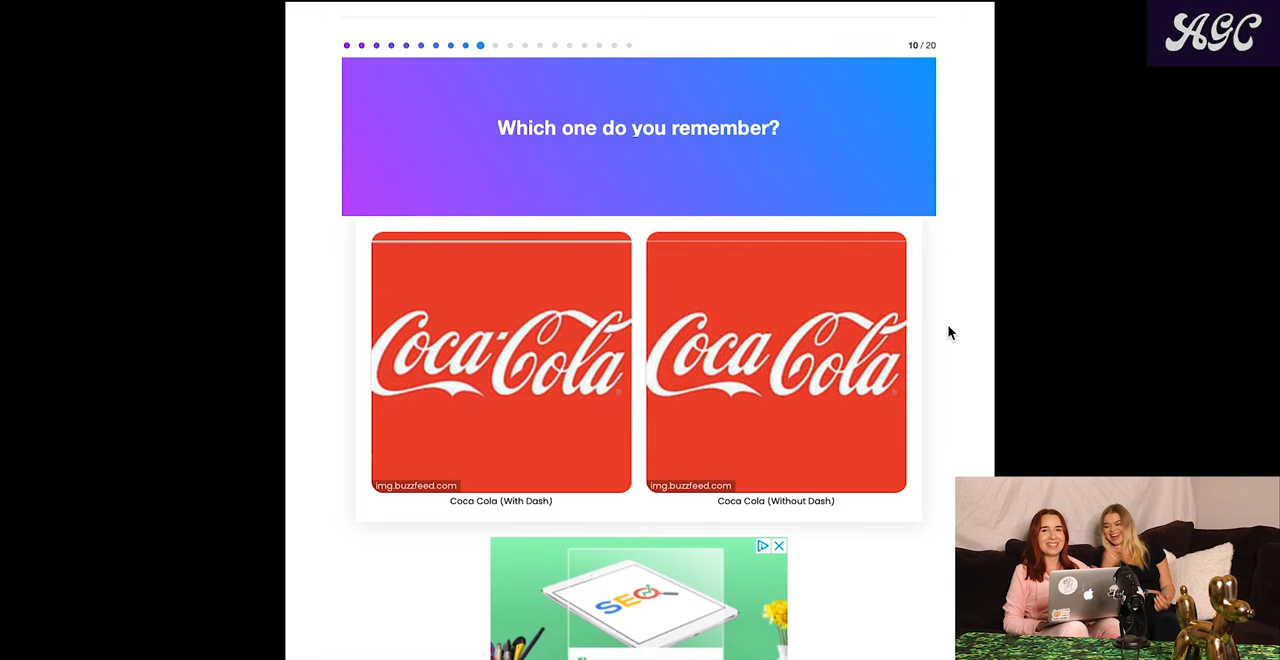 AGC
10 / 20
Which one do you remember?
Coca-Cola
Coca Cola
img.buzzfeed.com
img.buzzfeed.com
Coca Cola (With Dash)
Coca Cola (Without Dash)
SEO